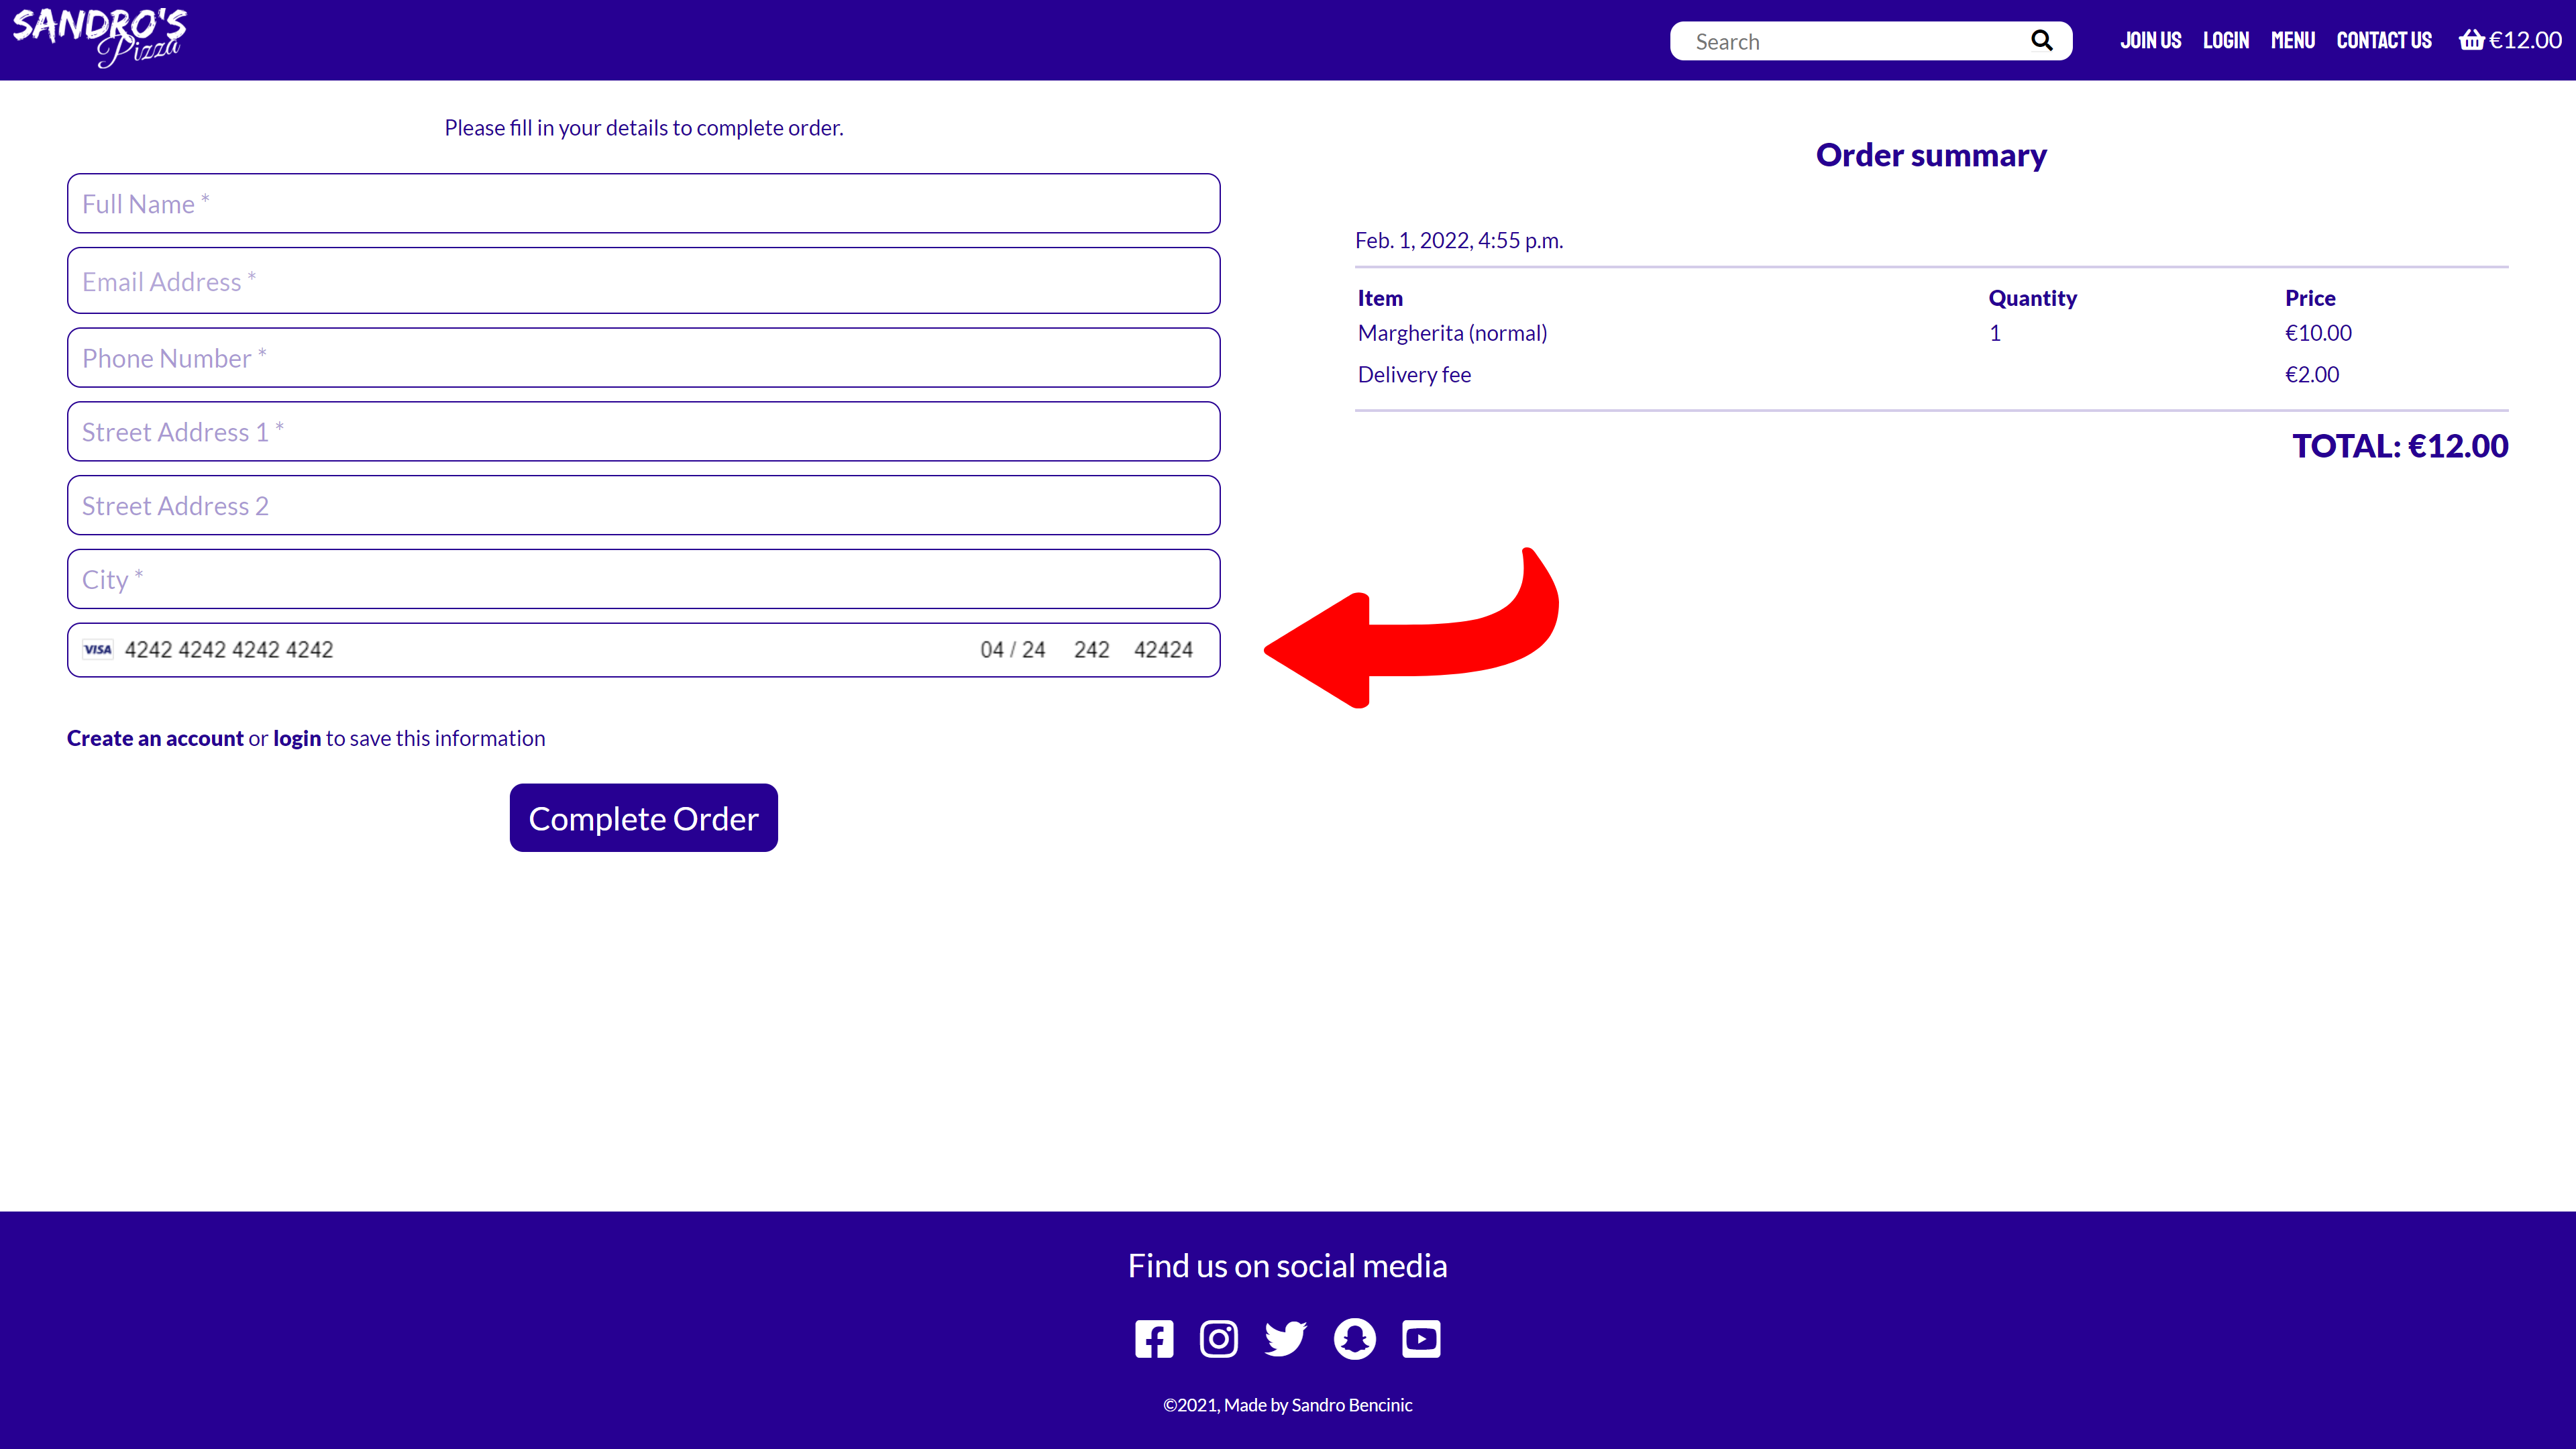 SANDRO'S
Pizza
Search
JOIN US LOGIN MENU CONTACT US €12.00
Please fill in your details to complete order.
Full Name *
Email Address *
Phone Number *
Street Address 1 *
Street Address 2
City *
VISA 4242 4242 4242 4242 04 / 24 242 42424
Create an account or login to save this information
Complete Order
Order summary
Feb. 1, 2022, 4:55 p.m.
Item Quantity Price
Margherita (normal) 1 €10.00
Delivery fee €2.00
TOTAL: €12.00
Find us on social media
©2021, Made by Sandro Bencinic